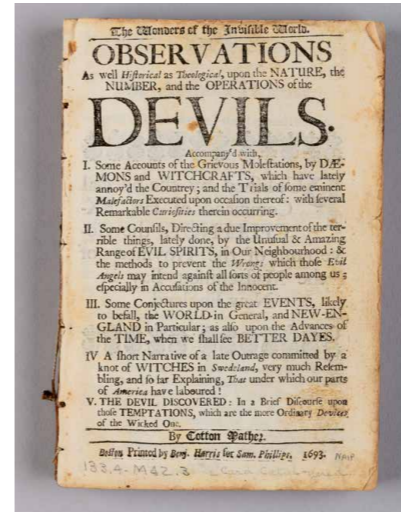 The Wonders of the Invisible World.
OBSERVATIONS
As well Historical as Theological, upon the NATURE, the
NUMBER, and the OPERATIONS of the
DEVILS.
Accompany'd with,
I. Some Accounts of the Grievous Molestations, by DÆ-
MONS and WITCHCRAFTS, which have lately
annoy'd the Countrey; and the Trials of some eminent
Malefactors Executed upon occasion thereof: with several
Remarkable Curiosities therein occurring.
II. Some Counsils, Directing a due Improvement of the ter-
rible things, lately done, by the Unusual & Amazing
Range of EVIL SPIRITS, in Our Neighbourhood: &
the methods to prevent the Wrongs which those Evil
Angels may intend against all sorts of people among us;
especially in Accusations of the Innocent.
III. Some Conjectures upon the great EVENTS, likely
to befall, the WORLD in General, and NEW-EN-
GLAND in Particular; as also upon the Advances of
the TIME, when we shall see BETTER DAYES.
IV A short Narrative of a late Outrage committed by a
knot of WITCHES in Swedeland, very much Resem-
bling, and so far Explaining, That under which our parts
of America have laboured!
V. THE DEVIL DISCOVERED: In a Brief Discourse upon
those TEMPTATIONS, which are the more Ordinary Devices
of the Wicked One.
By Cotton Mather.
Boston Printed by Benj. Harris for Sam. Phillips. 1693.
133.4-M42.3